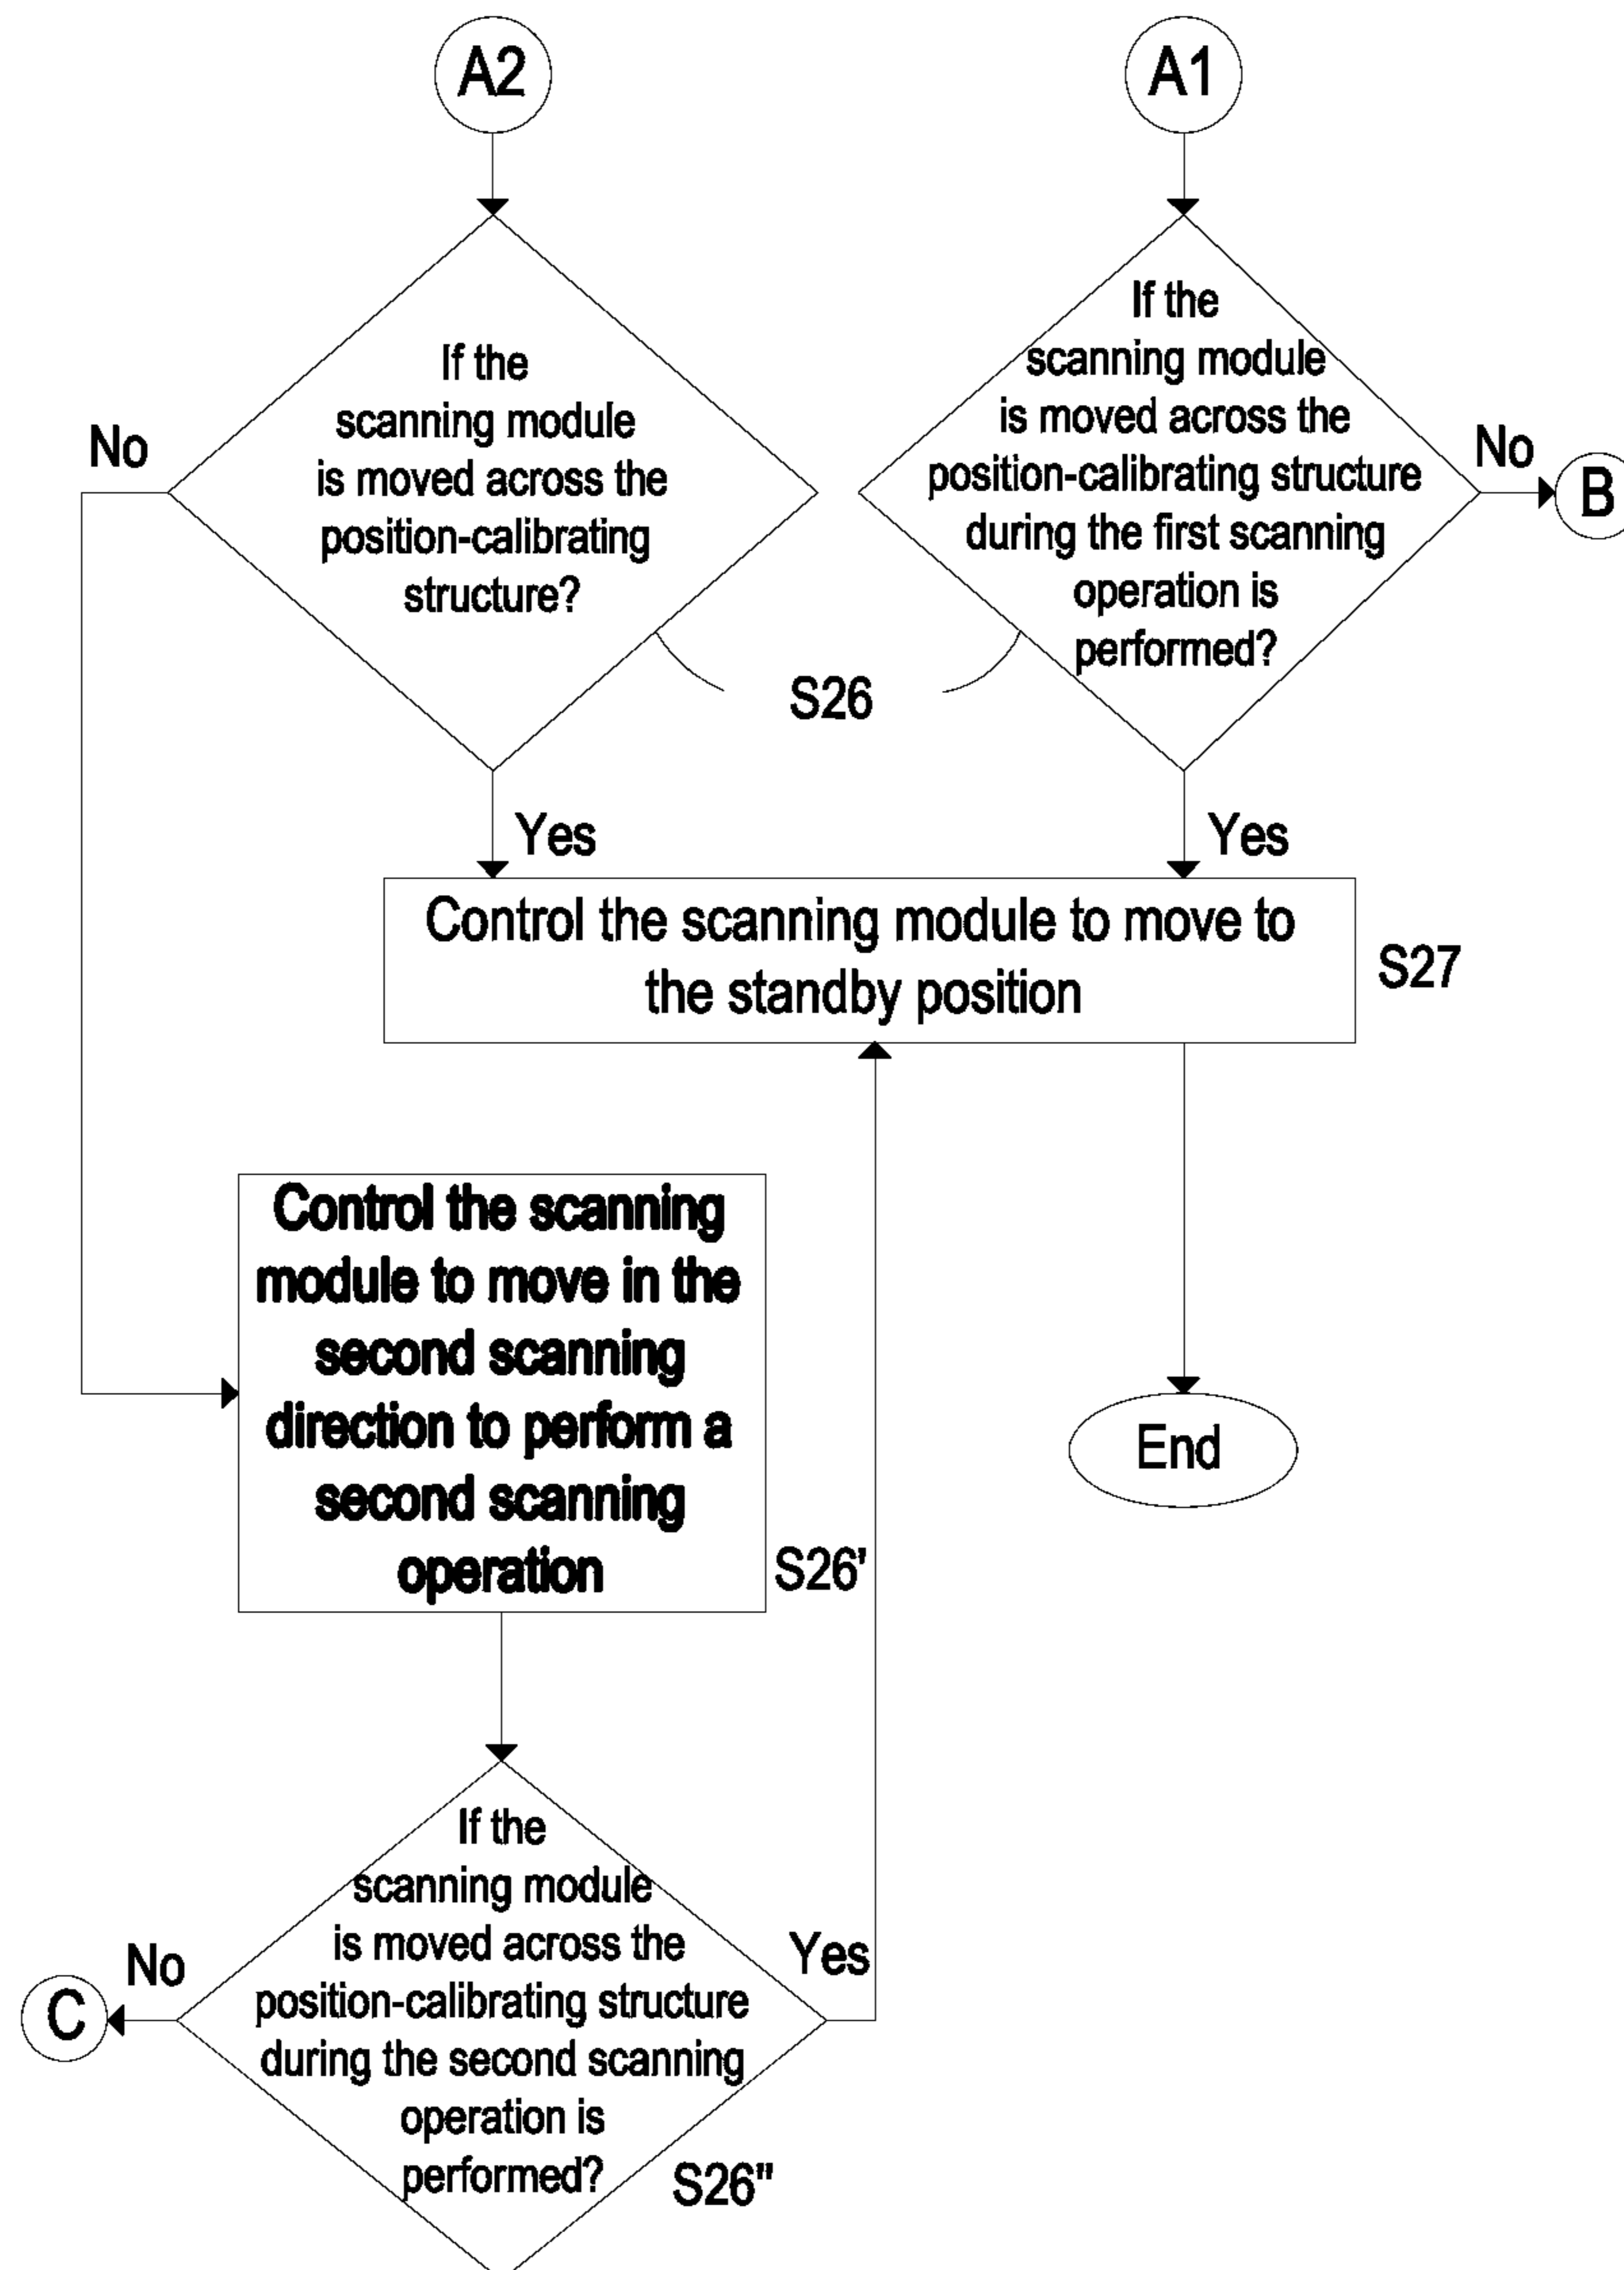 A2
A1
If the
scanning module
is moved across the
position-calibrating
structure?
No
If the
scanning module
is moved across the
position-calibrating structure
during the first scanning
operation is
performed?
No
B
S26
Yes
Yes
Control the scanning module to move to
the standby position
S27
Control the scanning
module to move in the
second scanning
direction to perform a
second scanning
operation
S26'
End
If the
scanning module
is moved across the
position-calibrating structure
during the second scanning
operation is
performed?
No
C
Yes
S26"